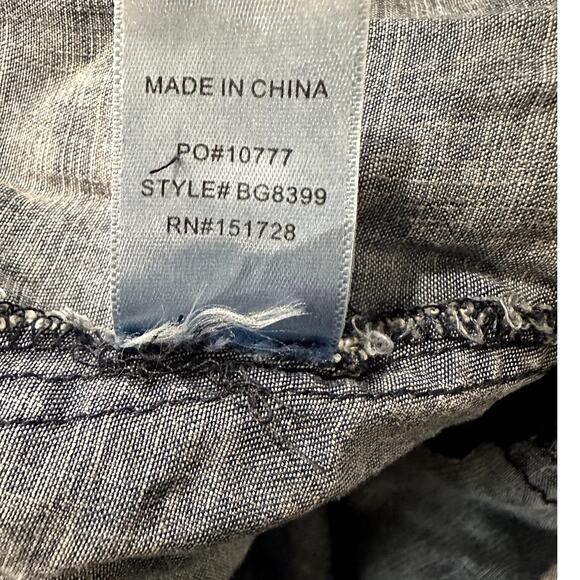 MADE IN CHINA
PO#10777
STYLE# BG8399
RN#151728